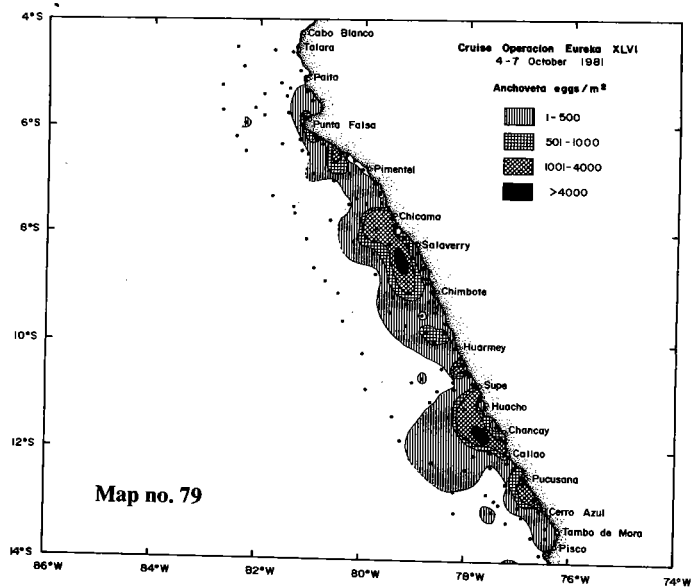 4°S
Cabo Blanco
Talara
Cruise Operacion Eureka XLVI
4-7 October 1981
Paita
Anchoveta eggs/m²
1-500
6°S
Punta Falsa
501-1000
Pimentel
1001-4000
>4000
8°S
Chicama
Salaverry
Chimbote
10°S
Huarmey
Supe
Huacho
Chancay
12°S
Callao
Pucusana
Map no. 79
Cerro Azul
Tambo de Mora
Pisco
14°S
86°W
84°W
82°W
80°W
78°W
76°W
74°W